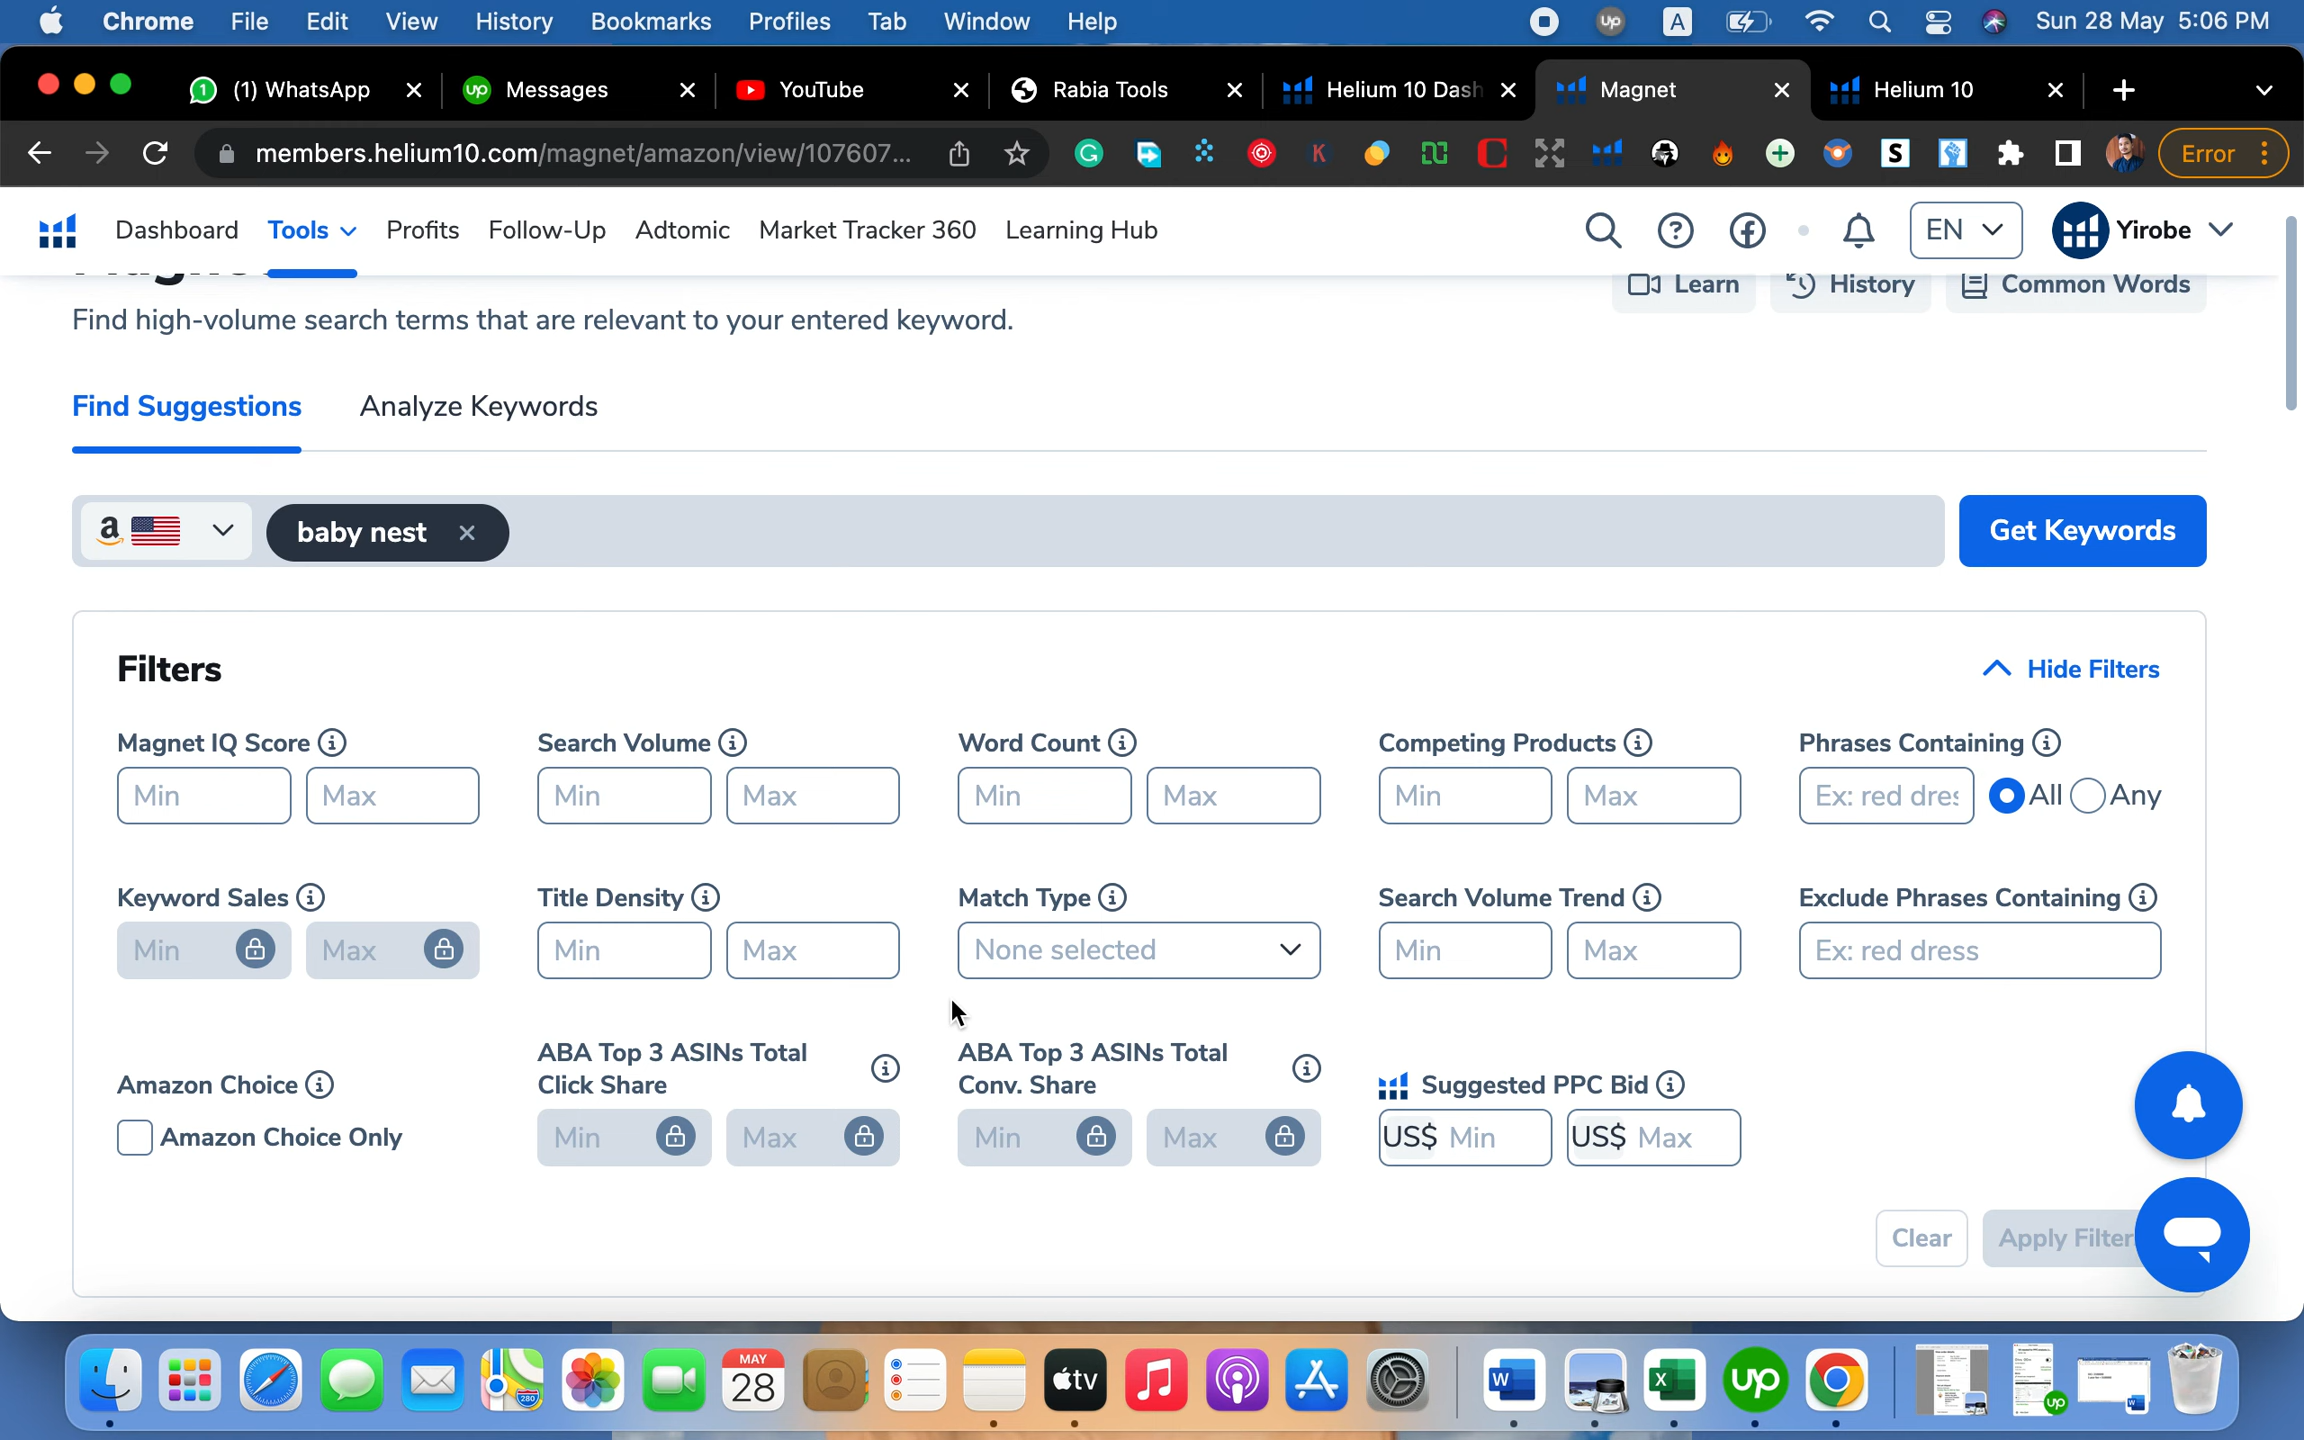 Chrome File Edit View History Bookmarks Profiles Tab Window Help up A Sun 28 May 5:06 PM
1 (1) WhatsApp up Messages YouTube Rabia Tools Helium 10 Dash Magnet Helium 10
members.helium10.com/magnet/amazon/view/107607... G K S Error
Dashboard Tools Profits Follow-Up Adtomic Market Tracker 360 Learning Hub EN Yirobe
Learn History Common Words
Find high-volume search terms that are relevant to your entered keyword.
Find Suggestions Analyze Keywords
a baby nest Get Keywords
Filters Hide Filters
Magnet IQ Score Search Volume Word Count Competing Products Phrases Containing
Min Max Min Max Min Max Min Max Ex: red dres All Any
Keyword Sales Title Density Match Type Search Volume Trend Exclude Phrases Containing
Min Max Min Max None selected Min Max Ex: red dress
ABA Top 3 ASINs Total ABA Top 3 ASINs Total
Amazon Choice Click Share Conv. Share Suggested PPC Bid
Amazon Choice Only Min Max Min Max US$ Min US$ Max
Clear Apply Filter
280 MAY 28 tv W X up up W